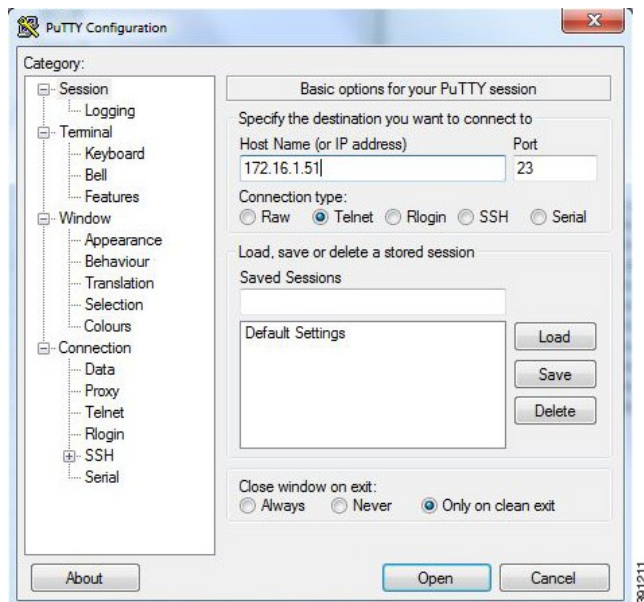 PuTTY Configuration
Category:
Session
Logging
Terminal
Keyboard
Bell
Features
Window
Appearance
Behaviour
Translation
Selection
Colours
Connection
Data
Proxy
Telnet
Rlogin
SSH
Serial
Basic options for your PuTTY session
Specify the destination you want to connect to
Host Name (or IP address) Port
172.16.1.51 23
Connection type:
Raw Telnet Rlogin SSH Serial
Load, save or delete a stored session
Saved Sessions
Default Settings
Load
Save
Delete
Close window on exit:
Always Never Only on clean exit
About Open Cancel